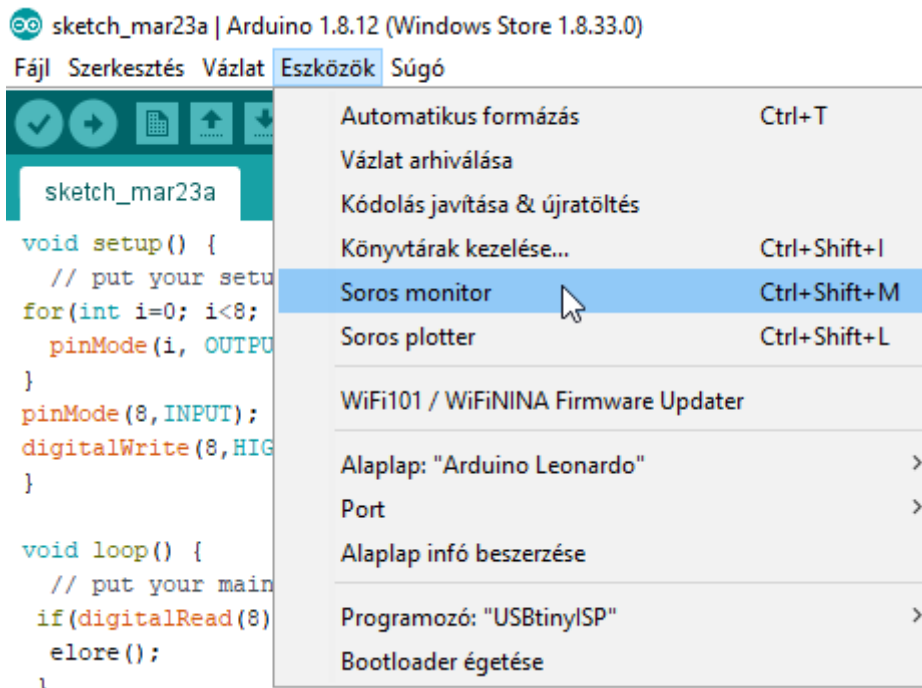 sketch_mar23a | Arduino 1.8.12 (Windows Store 1.8.33.0)
Fájl Szerkesztés Vázlat Eszközök Súgó
sketch_mar23a
void setup() {
// put your setu
for(int i=0; i<8;
pinMode(i, OUTPU
}
pinMode(8,INPUT);
digitalWrite(8,HIG
}
void loop() {
// put your main
if(digitalRead(8)
elore();
Automatikus formázás Ctrl+T
Vázlat arhiválása
Kódolás javítása & újratöltés
Könyvtárak kezelése... Ctrl+Shift+I
Soros monitor Ctrl+Shift+M
Soros plotter Ctrl+Shift+L
WiFi101 / WiFiNINA Firmware Updater
Alaplap: "Arduino Leonardo"
Port
Alaplap infó beszerzése
Programozó: "USBtinyISP"
Bootloader égetése